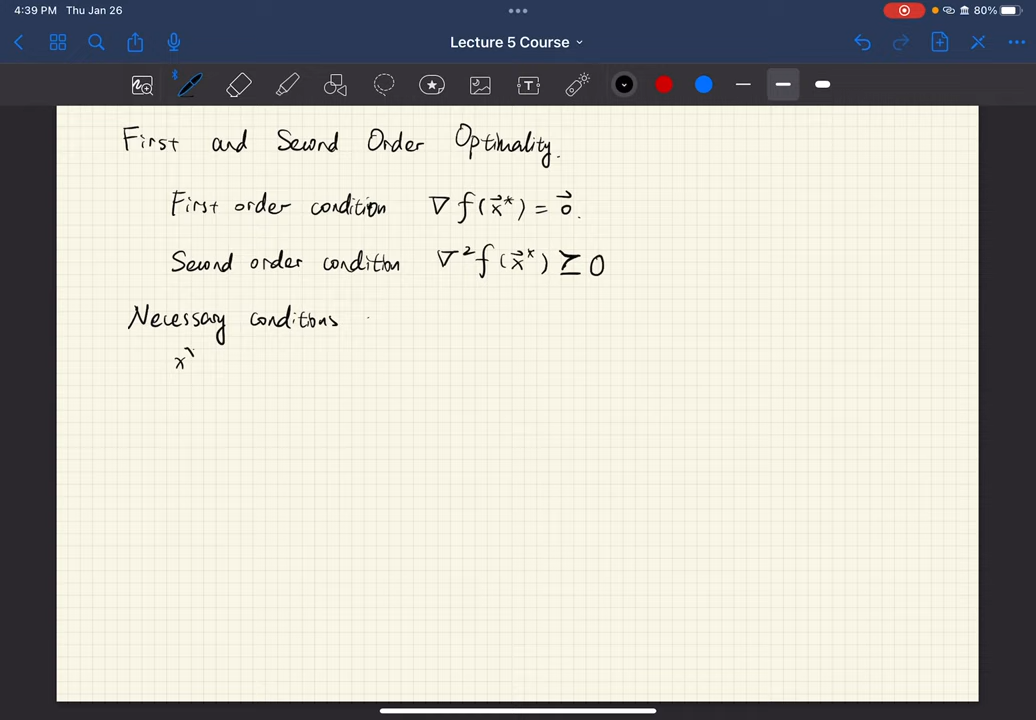 4:39 PM Thu Jan 26
80%
Lecture 5 Course
First and Second Order Optimality.
First order condition ∇f(x⃗*) = 0⃗.
Second order condition ∇²f(x⃗*) ⪰ 0
Necessary conditions
x*